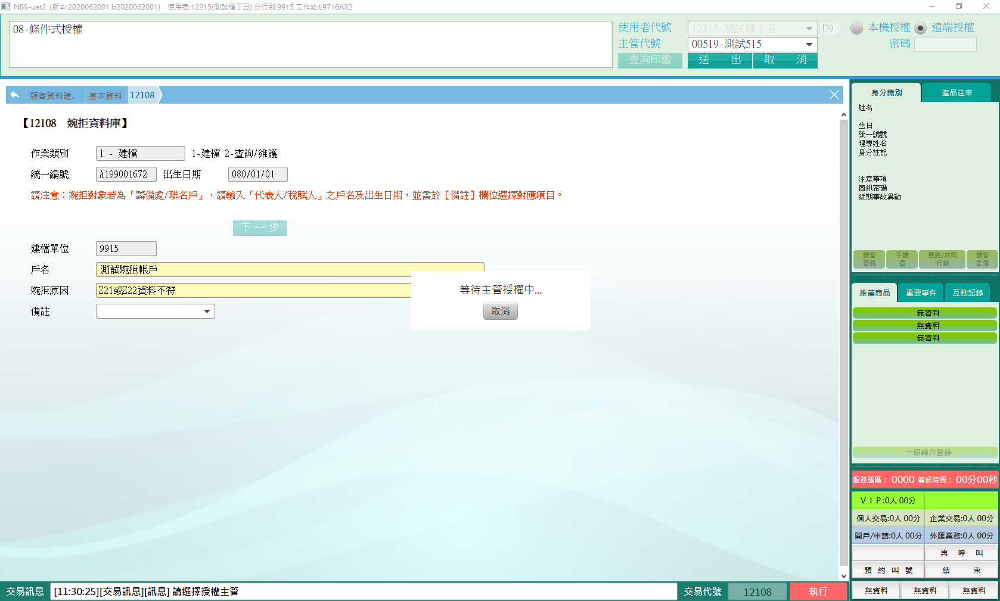 NBS-uat2 (版本:2020062001.b2020062001) 使用者:12215(測試櫃丁丑) 分行別:9915 工作站:L9716A32
08-條件式授權
使用者代號 12215-測試櫃丁丑 U9 本機授權 遠端授權
主管代號 00519-測試515 密碼
查詢印鑑 送 出 取 消
顧客資料建.. 基本資料 12108
【12108 婉拒資料庫】
作業類別 1 - 建檔 1-建檔 2-查詢/維護
統一編號 A199001672 出生日期 080/01/01
請注意：婉拒對象若為「籌備處/聯名戶」，請輸入「代表人/稅賦人」之戶名及出生日期，並需於【備註】欄位選擇對應項目。
下 一 步
建檔單位 9915
戶名 測試婉拒帳戶
婉拒原因 Z21或Z22資料不符
備註
等待主管授權中...
取消
身分識別 產品往來
姓名
生日
統一編號
理專姓名
身分註記
注意事項
簡訊密碼
近期事故異動
顧客資訊 手續費 通路/共同行銷 顧客影像
推薦商品 重要事件 互動記錄
無資料
無資料
無資料
一般轉介登錄
服務號碼： 0000 等候時間： 00分00秒
ＶＩＰ:0人 00分
個人交易:0人 00分 企業交易:0人 00分
開戶/申請:0人 00分 外匯業務:0人 00分
再 呼 叫
預 約 叫 號 結 束
交易訊息 [11:30:25][交易訊息][訊息] 請選擇授權主管 交易代號 12108 執行 無資料 無資料 無資料